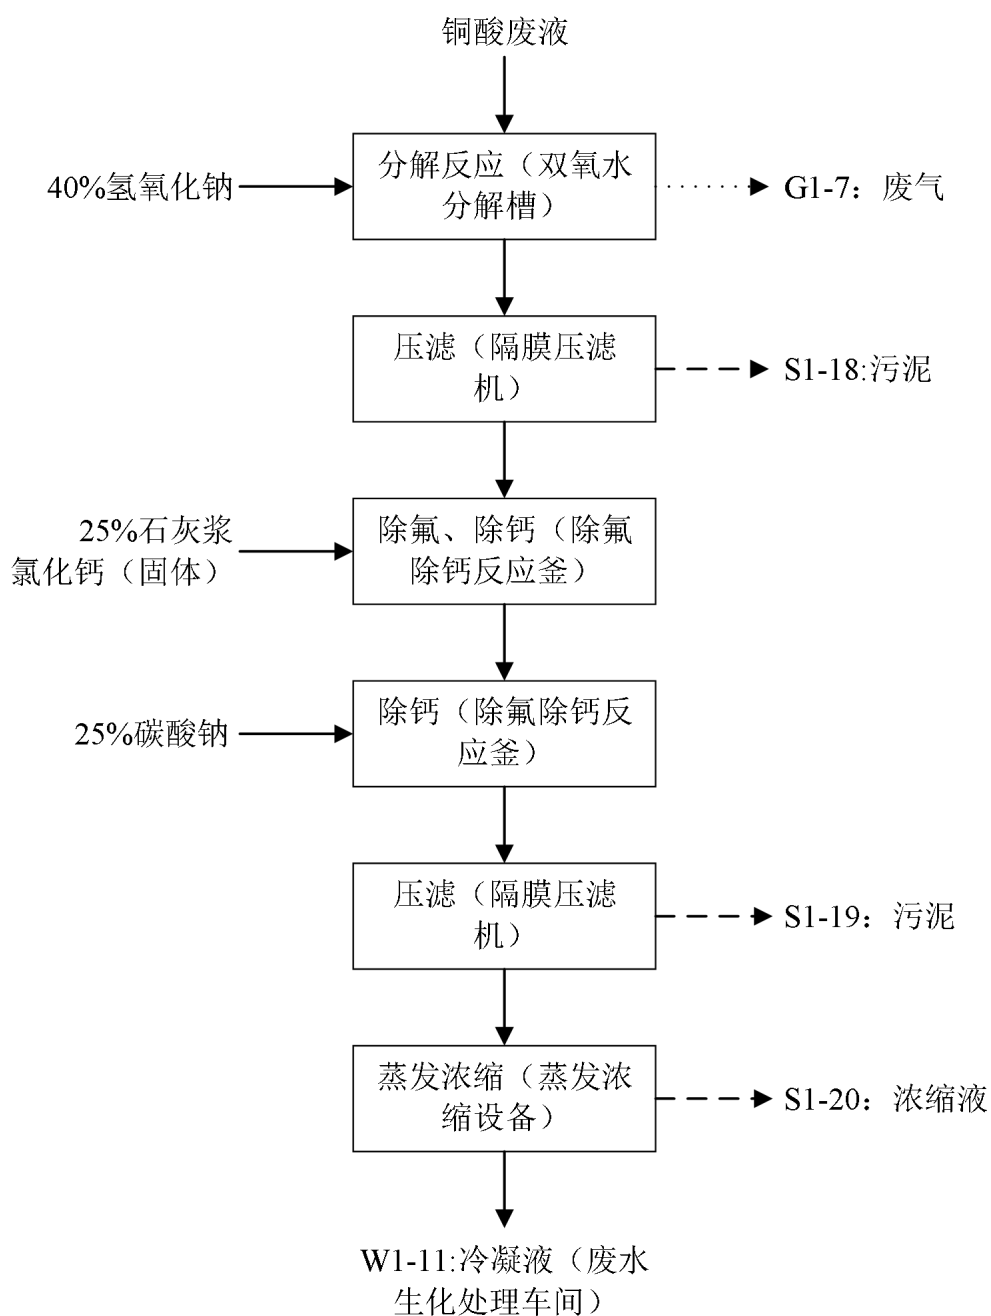 铜酸废液
40%氢氧化钠
分解反应（双氧水
分解槽）
G1-7：废气
压滤（隔膜压滤
机）
S1-18:污泥
25%石灰浆
氯化钙（固体）
除氟、除钙（除氟
除钙反应釜）
25%碳酸钠
除钙（除氟除钙反
应釜）
压滤（隔膜压滤
机）
S1-19：污泥
蒸发浓缩（蒸发浓
缩设备）
S1-20：浓缩液
W1-11:冷凝液（废水
生化处理车间）